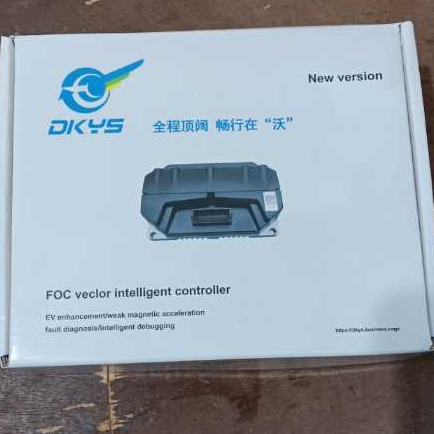 New version
DKYS
全程顶阔 畅行在“沃”
FOC veclor intelligent controller
EV enhancement/weak magnetic acceleration
fault diagnosis/intelligent debugging